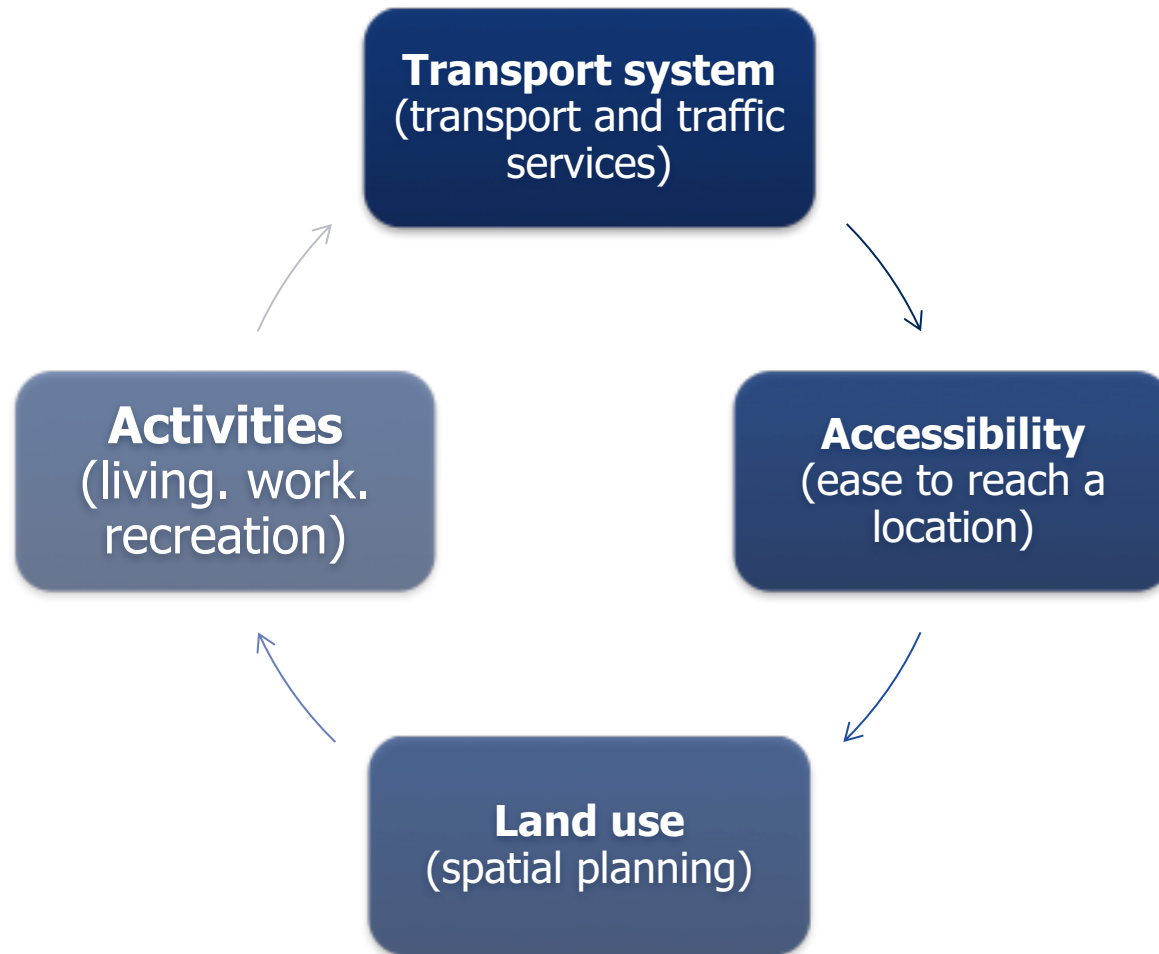 Transport system
(transport and traffic
services)
Accessibility
(ease to reach a
location)
Land use
(spatial planning)
Activities
(living. work.
recreation)